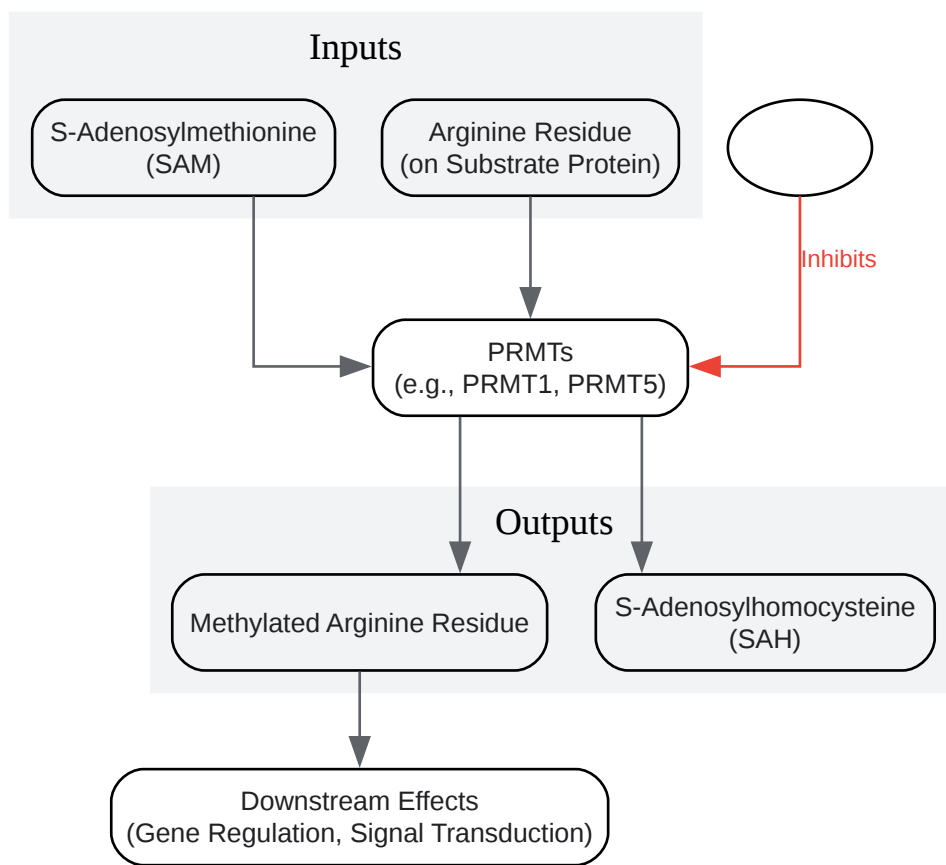 Inputs
S-Adenosylmethionine
(SAM)
Arginine Residue
(on Substrate Protein)
Inhibits
PRMTs
(e.g., PRMT1, PRMT5)
Outputs
Methylated Arginine Residue
S-Adenosylhomocysteine
(SAH)
Downstream Effects
(Gene Regulation, Signal Transduction)